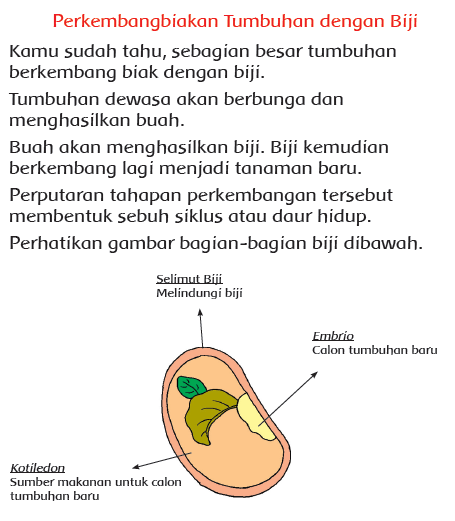 Perkembangbiakan Tumbuhan dengan Biji
Kamu sudah tahu, sebagian besar tumbuhan
berkembang biak dengan biji.
Tumbuhan dewasa akan berbunga dan
menghasilkan buah.
Buah akan menghasilkan biji. Biji kemudian
berkembang lagi menjadi tanaman baru.
Perputaran tahapan perkembangan tersebut
membentuk sebuh siklus atau daur hidup.
Perhatikan gambar bagian-bagian biji dibawah.
Selimut Biji
Melindungi biji
Embrio
Calon tumbuhan baru
Kotiledon
Sumber makanan untuk calon
tumbuhan baru